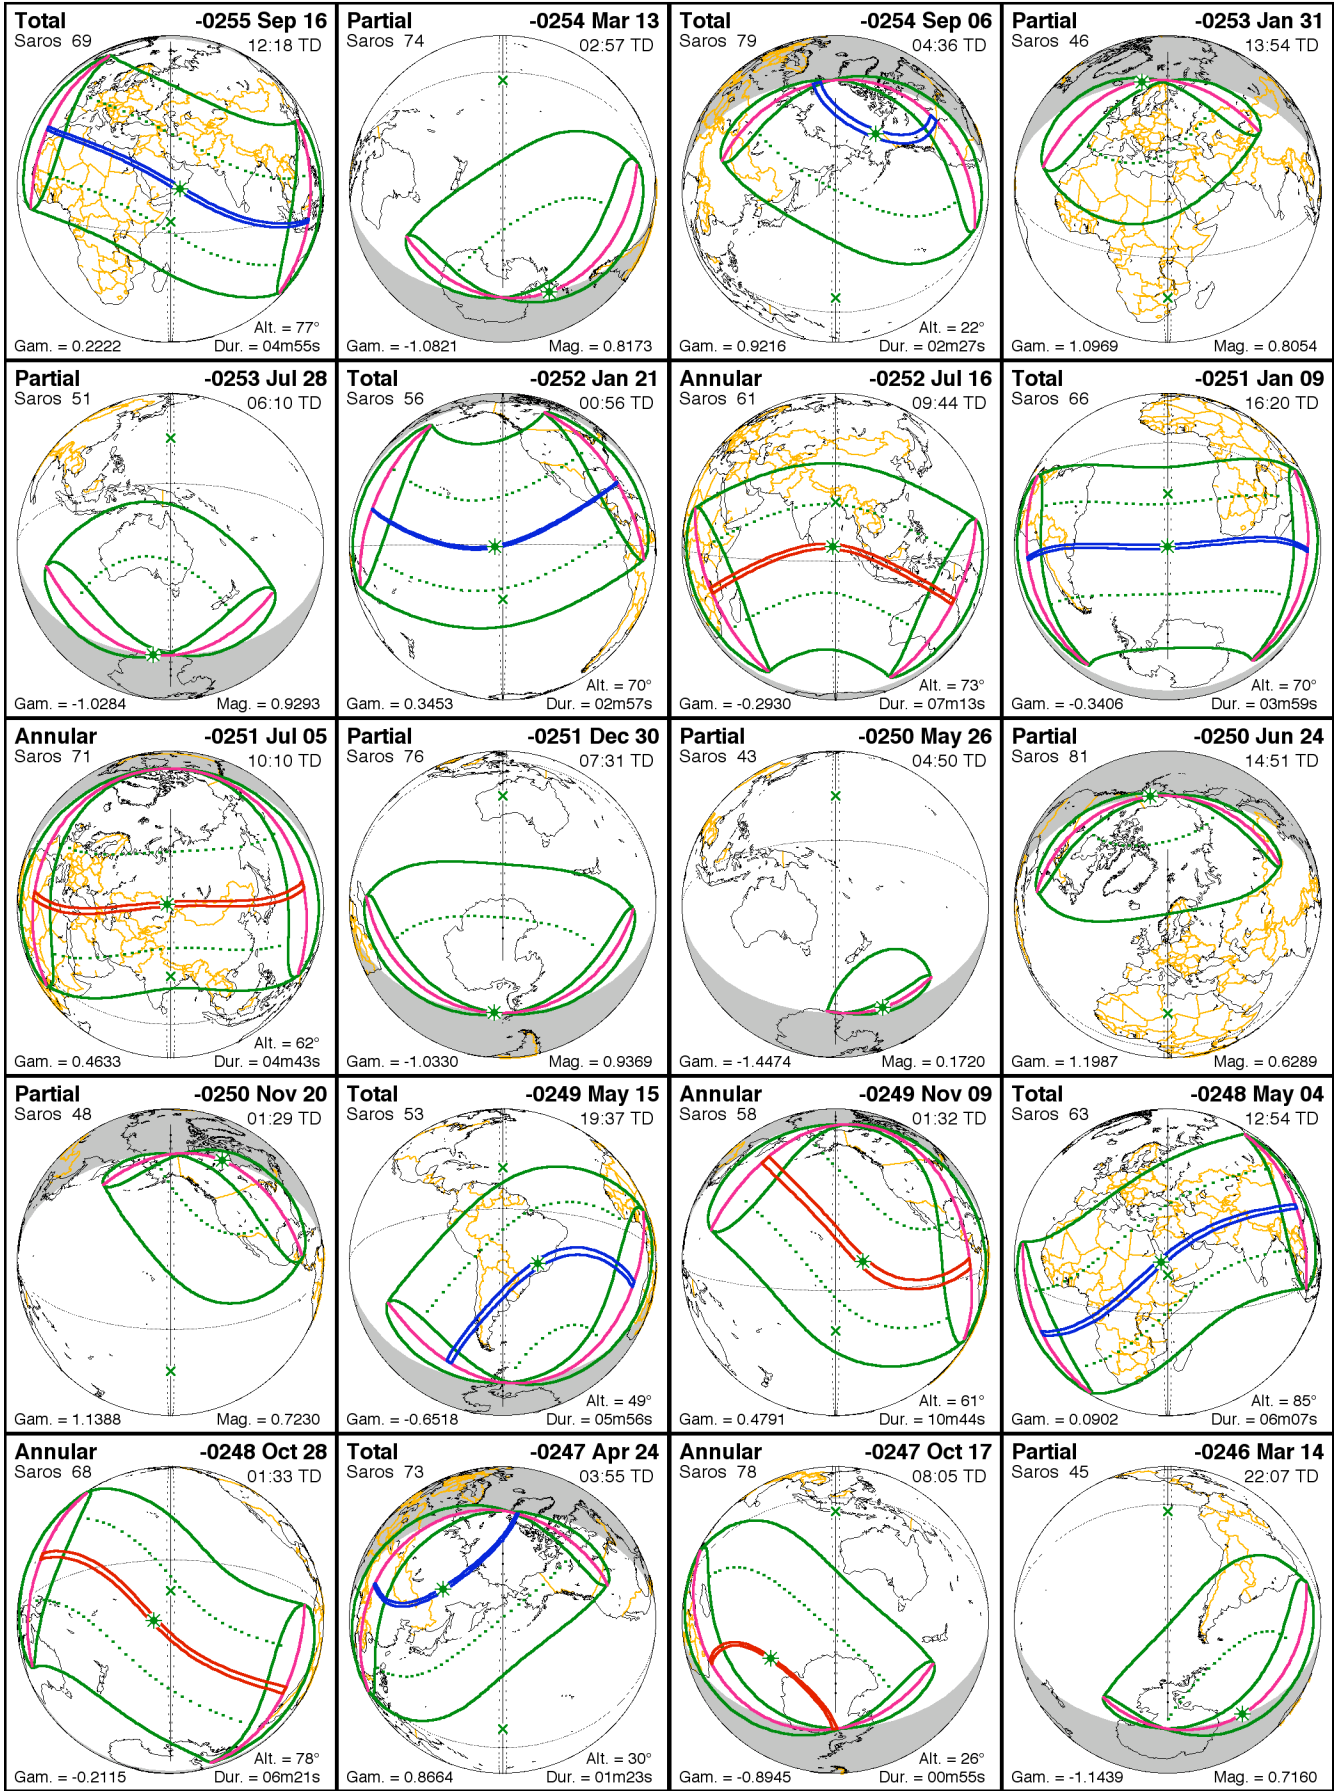 Total -0255 Sep 16
Saros 69 12:18 TD
Alt. = 77°
Gam. = 0.2222 Dur. = 04m55s
Partial -0254 Mar 13
Saros 74 02:57 TD
Gam. = -1.0821 Mag. = 0.8173
Total -0254 Sep 06
Saros 79 04:36 TD
Alt. = 22°
Gam. = 0.9216 Dur. = 02m27s
Partial -0253 Jan 31
Saros 46 13:54 TD
Gam. = 1.0969 Mag. = 0.8054
Partial -0253 Jul 28
Saros 51 06:10 TD
Gam. = -1.0284 Mag. = 0.9293
Total -0252 Jan 21
Saros 56 00:56 TD
Alt. = 70°
Gam. = 0.3453 Dur. = 02m57s
Annular -0252 Jul 16
Saros 61 09:44 TD
Alt. = 73°
Gam. = -0.2930 Dur. = 07m13s
Total -0251 Jan 09
Saros 66 16:20 TD
Alt. = 70°
Gam. = -0.3406 Dur. = 03m59s
Annular -0251 Jul 05
Saros 71 10:10 TD
Alt. = 62°
Gam. = 0.4633 Dur. = 04m43s
Partial -0251 Dec 30
Saros 76 07:31 TD
Gam. = -1.0330 Mag. = 0.9369
Partial -0250 May 26
Saros 43 04:50 TD
Gam. = -1.4474 Mag. = 0.1720
Partial -0250 Jun 24
Saros 81 14:51 TD
Gam. = 1.1987 Mag. = 0.6289
Partial -0250 Nov 20
Saros 48 01:29 TD
Gam. = 1.1388 Mag. = 0.7230
Total -0249 May 15
Saros 53 19:37 TD
Alt. = 49°
Gam. = -0.6518 Dur. = 05m56s
Annular -0249 Nov 09
Saros 58 01:32 TD
Alt. = 61°
Gam. = 0.4791 Dur. = 10m44s
Total -0248 May 04
Saros 63 12:54 TD
Alt. = 85°
Gam. = 0.0902 Dur. = 06m07s
Annular -0248 Oct 28
Saros 68 01:33 TD
Alt. = 78°
Gam. = -0.2115 Dur. = 06m21s
Total -0247 Apr 24
Saros 73 03:55 TD
Alt. = 30°
Gam. = 0.8664 Dur. = 01m23s
Annular -0247 Oct 17
Saros 78 08:05 TD
Alt. = 26°
Gam. = -0.8945 Dur. = 00m55s
Partial -0246 Mar 14
Saros 45 22:07 TD
Gam. = -1.1439 Mag. = 0.7160